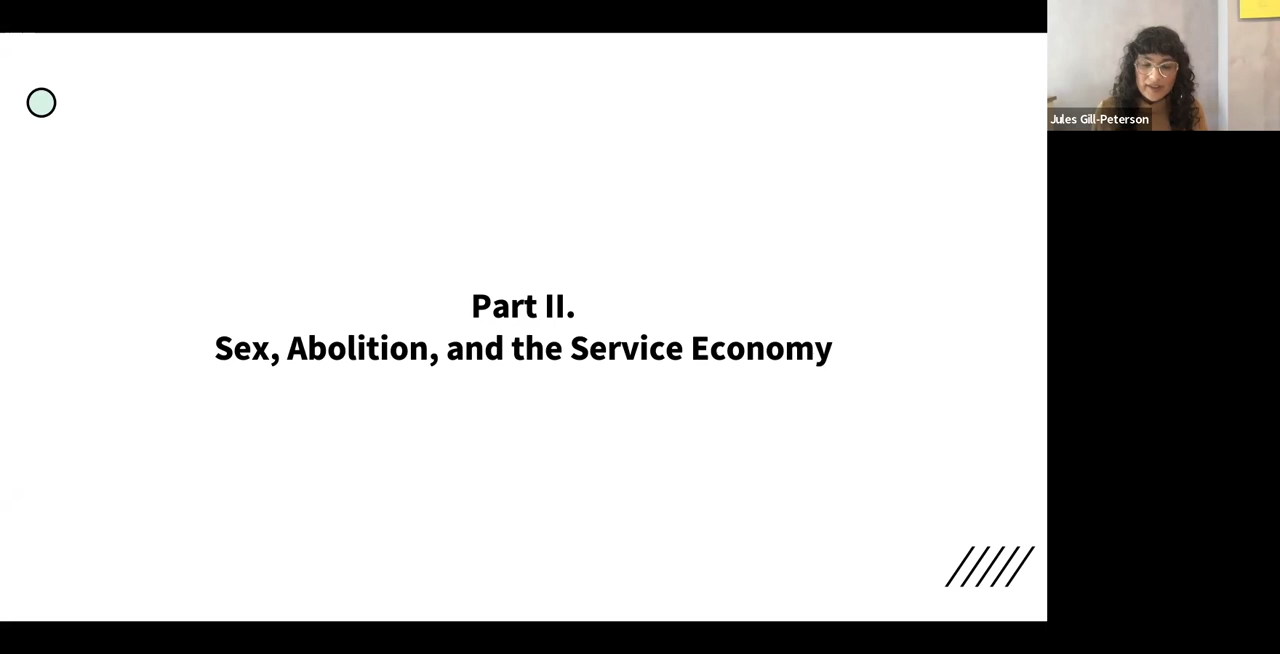 Part II.
Sex, Abolition, and the Service Economy
Jules Gill-Peterson